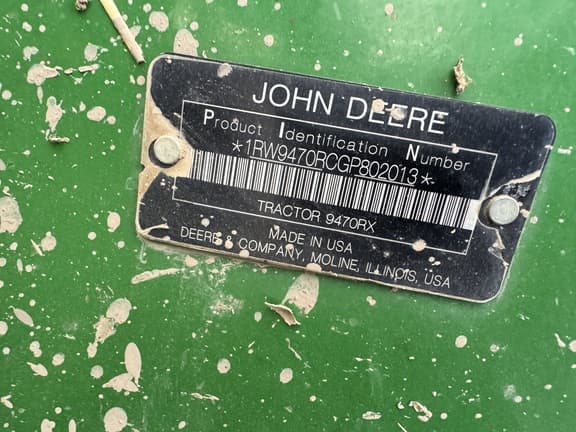 JOHN DEERE
Product Identification Number
*1RW9470RCGP802013*
TRACTOR 9470RX
MADE IN USA
DEERE & COMPANY, MOLINE, ILLINOIS, USA